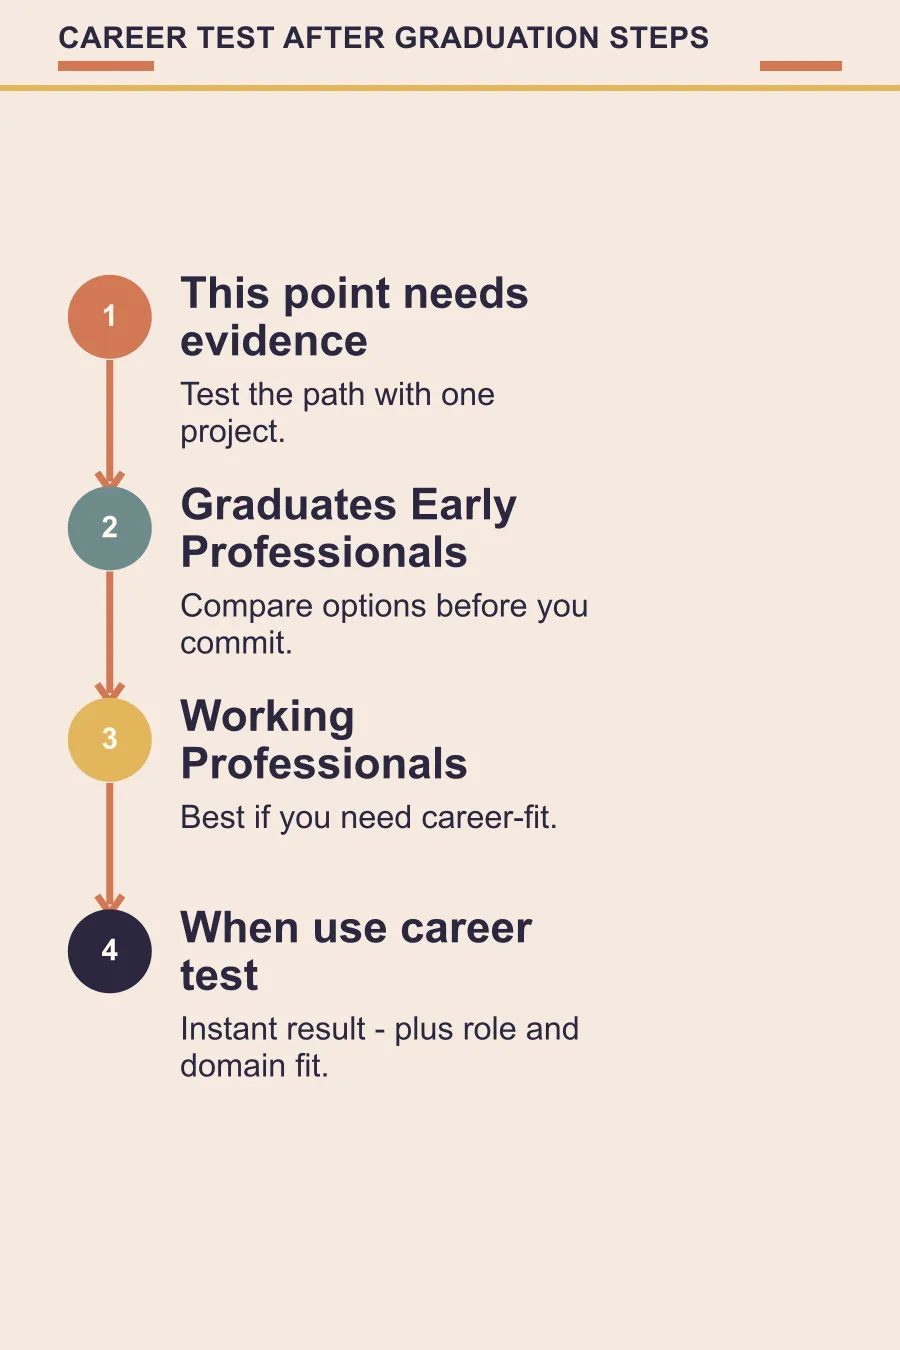 CAREER TEST AFTER GRADUATION STEPS
1
This point needs
evidence
Test the path with one
project.
2
Graduates Early
Professionals
Compare options before you
commit.
3
Working
Professionals
Best if you need career-fit.
4
When use career
test
Instant result - plus role and
domain fit.